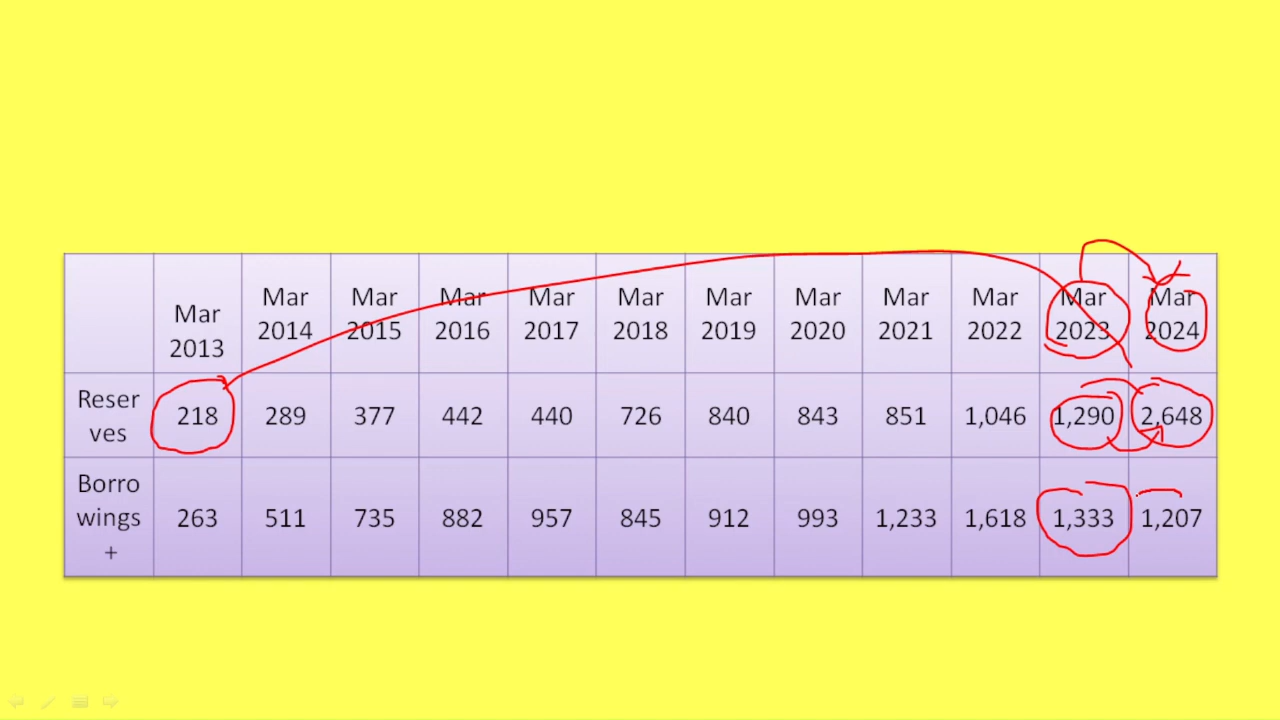 Mar 2013 Mar 2014 Mar 2015 Mar 2016 Mar 2017 Mar 2018 Mar 2019 Mar 2020 Mar 2021 Mar 2022 Mar 2023 Mar 2024
Reser
ves 218 289 377 442 440 726 840 843 851 1,046 1,290 2,648
Borro
wings
+ 263 511 735 882 957 845 912 993 1,233 1,618 1,333 1,207